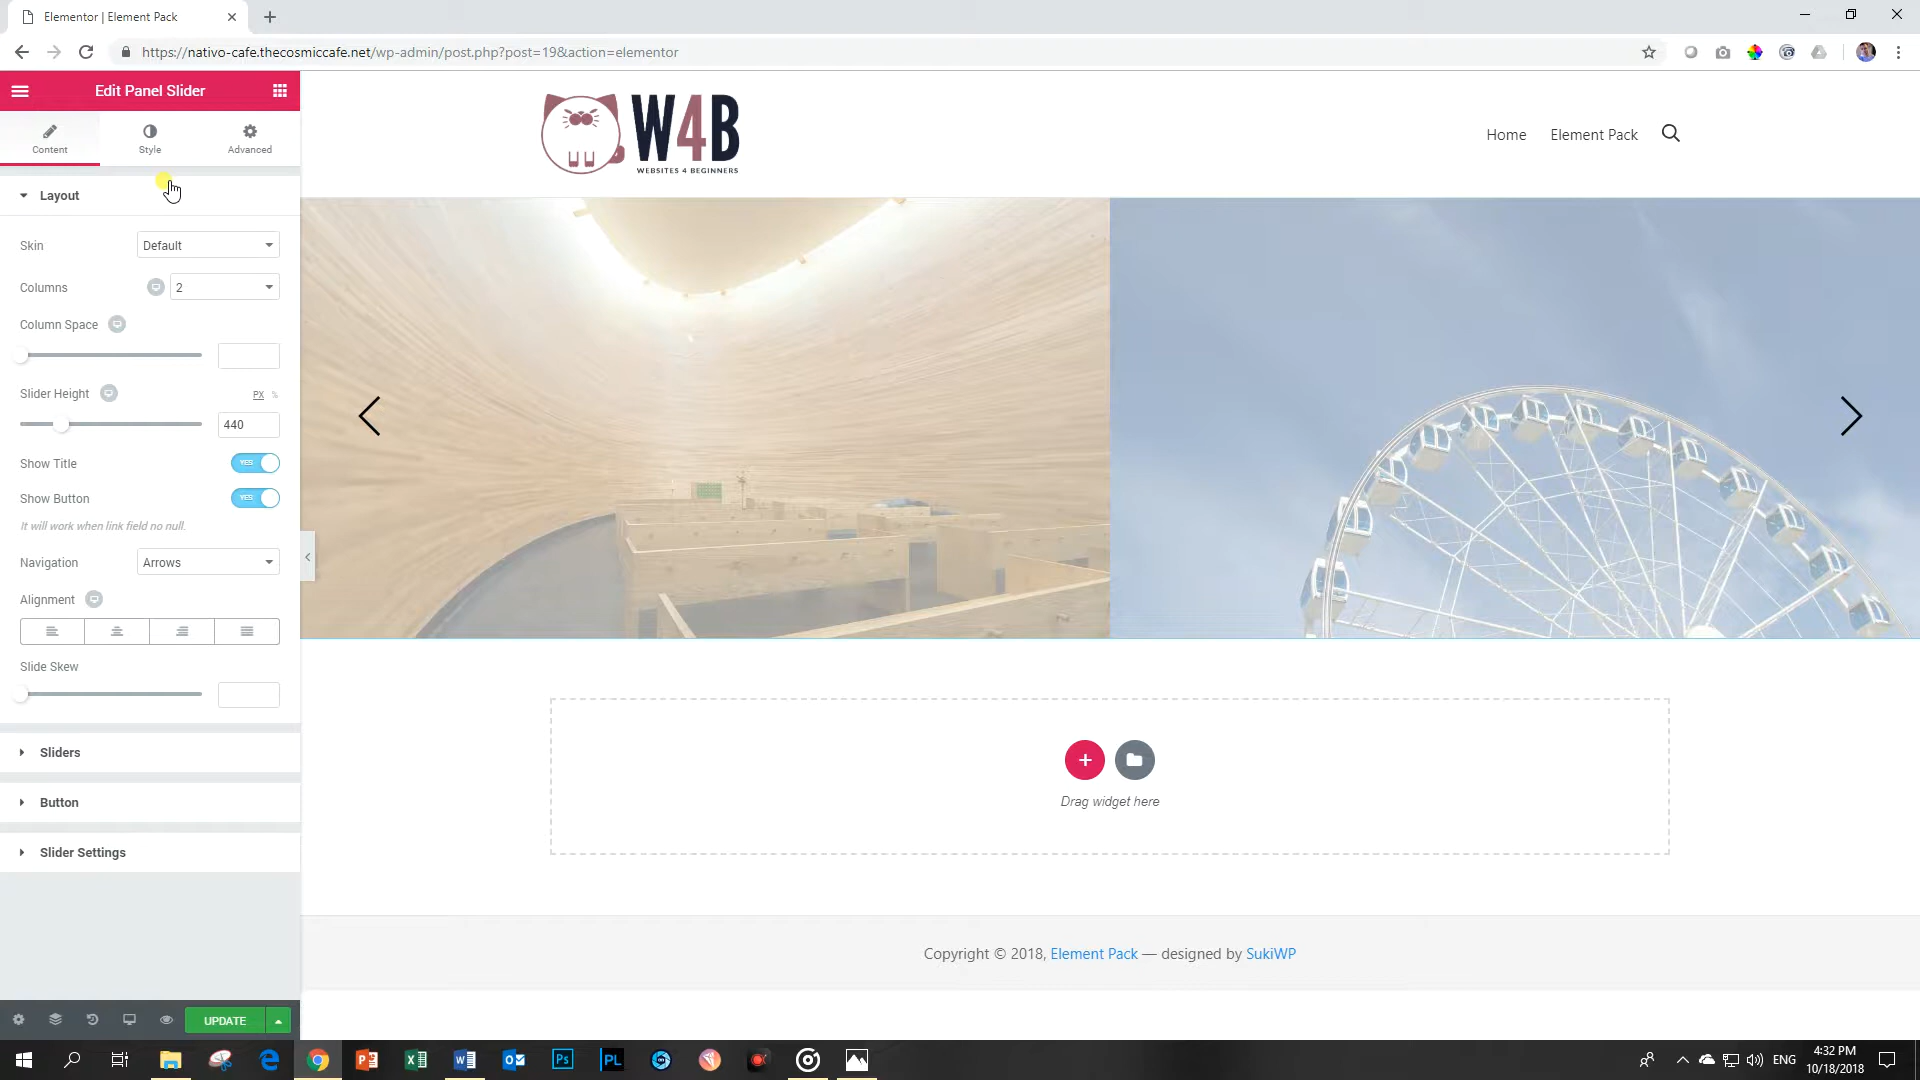 Elementor | Element Pack
https://nativo-cafe.thecosmiccafe.net/wp-admin/post.php?post=19&action=elementor
Edit Panel Slider
Content
Style
Advanced
W4B
WEBSITES 4 BEGINNERS
Home
Element Pack
Layout
Skin
Default
Columns
2
Column Space
Slider Height
PX
%
440
Show Title
YES
Show Button
YES
It will work when link field no null.
Navigation
Arrows
Alignment
Slide Skew
Sliders
Button
Slider Settings
Drag widget here
Copyright © 2018, Element Pack — designed by SukiWP
UPDATE
Ps
PL
ENG
4:32 PM
10/18/2018